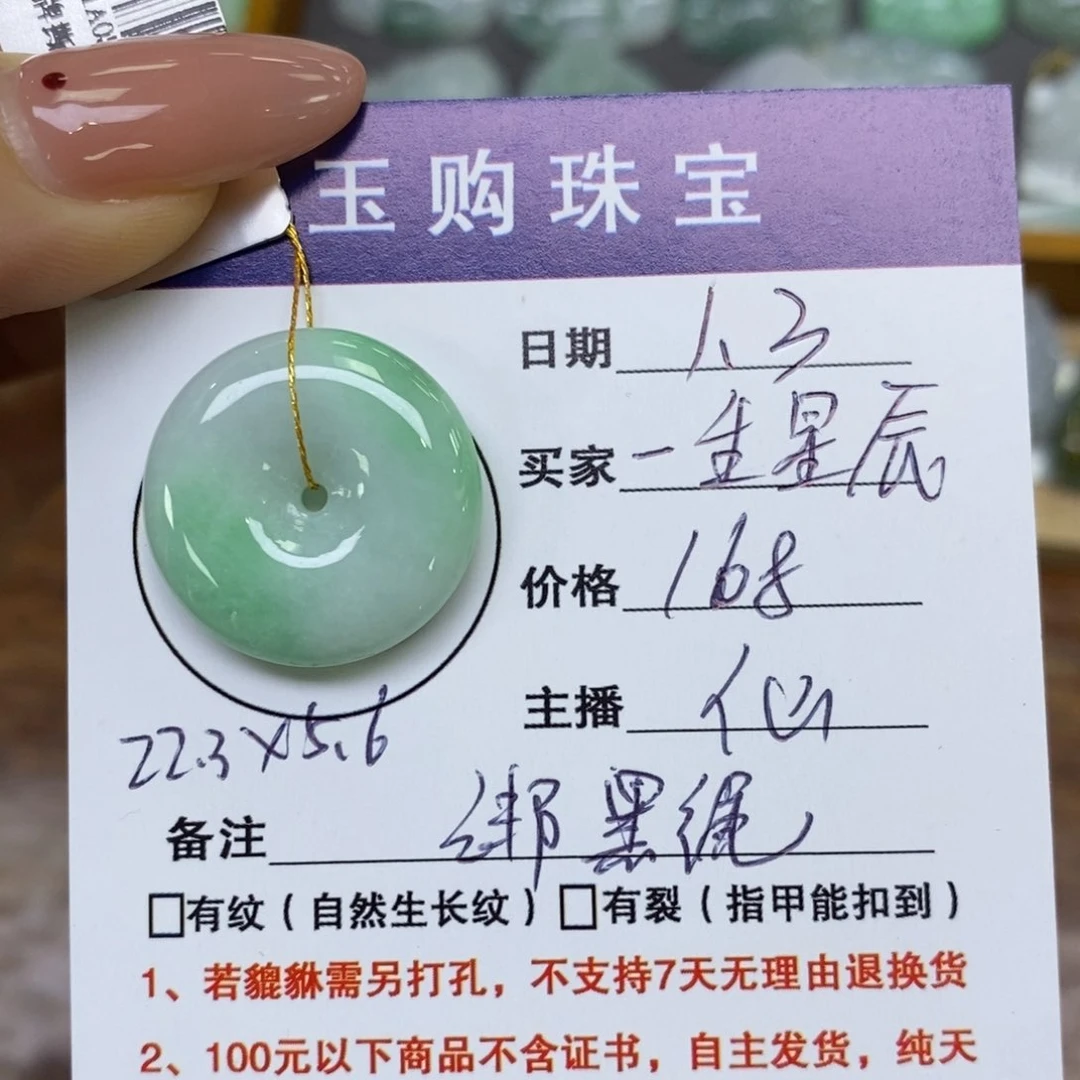 玉购珠宝
日期 1.3
买家 一生星辰
价格 168
主播 仙
22.3×5.6
备注 绑黑绳
□有纹（自然生长纹）□有裂（指甲能扣到）
1、若貔貅需另打孔，不支持7天无理由退换货
2、100元以下商品不含证书，自主发货，纯天